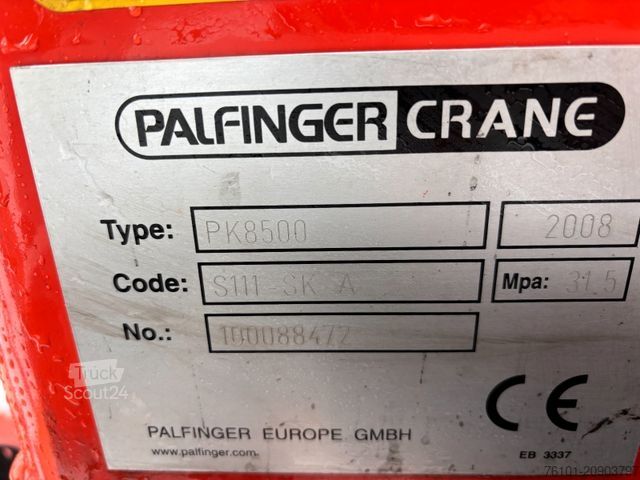 PALFINGER CRANE
Type: PK8500 2008
Code: S111-SK A Mpa: 31.5
No.: 100088472
CE
PALFINGER EUROPE GMBH
www.palfinger.com
EB 3337
Truck
Scout24